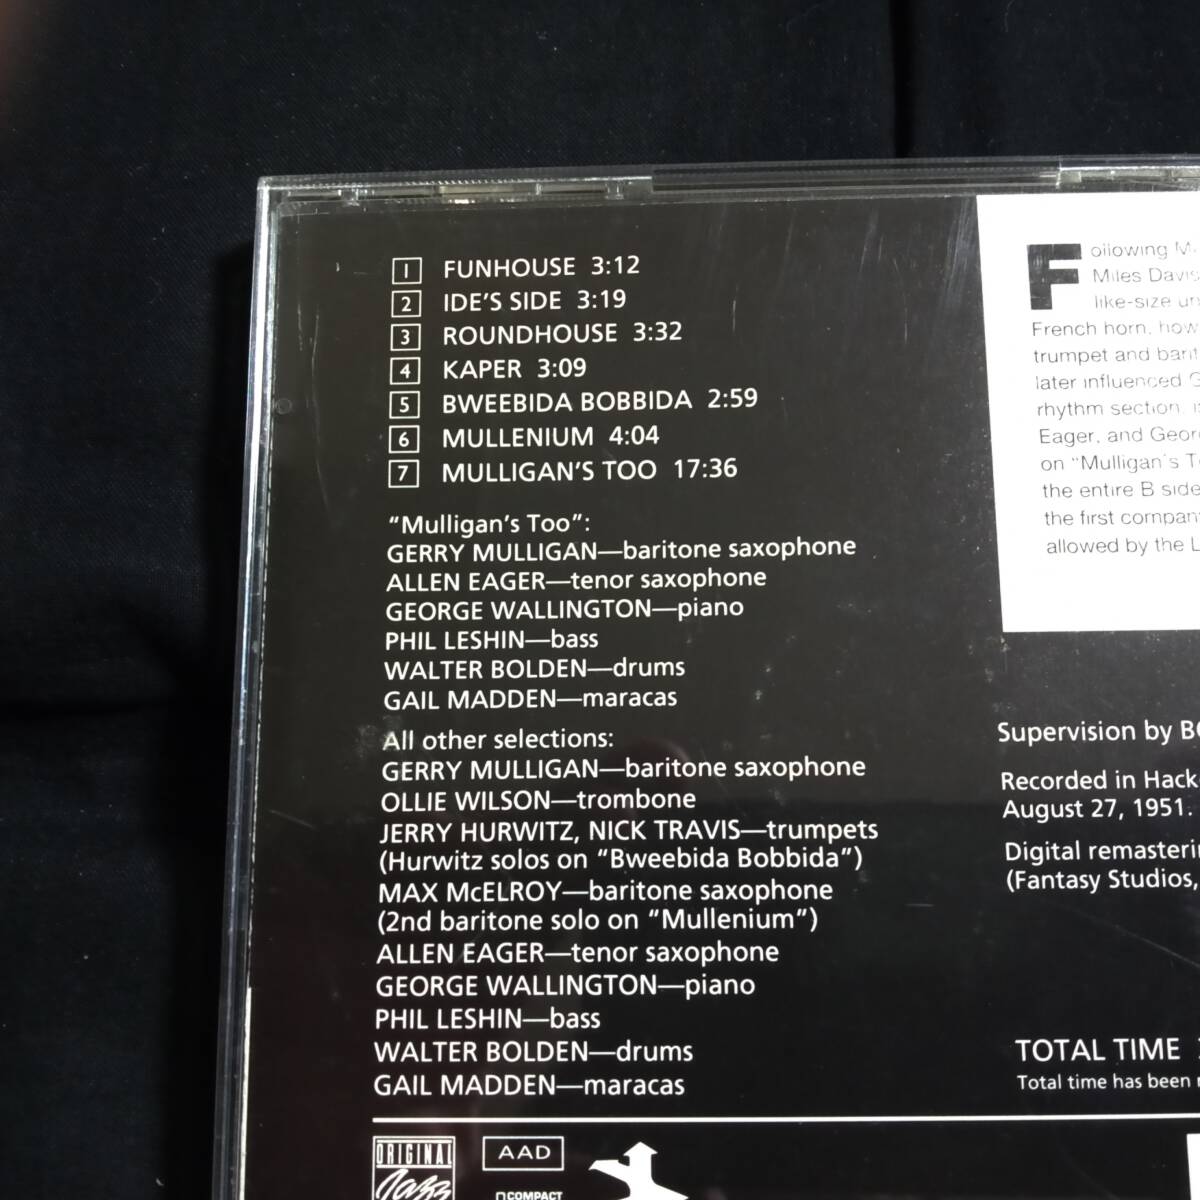 1 FUNHOUSE 3:12
2 IDE'S SIDE 3:19
3 ROUNDHOUSE 3:32
4 KAPER 3:09
5 BWEEBIDA BOBBIDA 2:59
6 MULLENIUM 4:04
7 MULLIGAN'S TOO 17:36
“Mulligan's Too”:
GERRY MULLIGAN—baritone saxophone
ALLEN EAGER—tenor saxophone
GEORGE WALLINGTON—piano
PHIL LESHIN—bass
WALTER BOLDEN—drums
GAIL MADDEN—maracas
All other selections:
GERRY MULLIGAN—baritone saxophone
OLLIE WILSON—trombone
JERRY HURWITZ, NICK TRAVIS—trumpets
(Hurwitz solos on “Bweebida Bobbida”)
MAX McELROY—baritone saxophone
(2nd baritone solo on “Mullenium”)
ALLEN EAGER—tenor saxophone
GEORGE WALLINGTON—piano
PHIL LESHIN—bass
WALTER BOLDEN—drums
GAIL MADDEN—maracas
ORIGINAL
Jazz
AAD
COMPACT
Following
Miles Davis
like-size
French horn, how
trumpet and
later influenced G
rhythm section,
Eager, and Geor
on “Mulligan's T
the entire B side
the first
allowed by the L
Supervision by
Recorded in Hack
August 27, 1951.
Digital
(Fantasy Studios,
TOTAL TIME
Total time has been